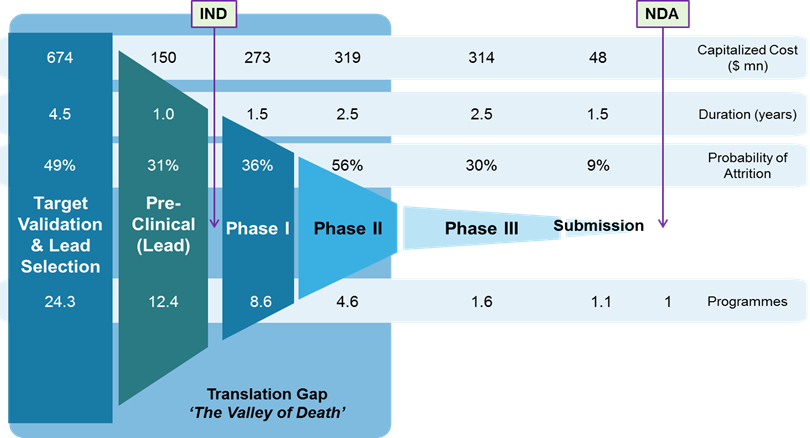 IND
NDA
674 150 273 319 314 48 Capitalized Cost
($ mn)
4.5 1.0 1.5 2.5 2.5 1.5 Duration (years)
49% 31% 36% 56% 30% 9% Probability of
Attrition
Target
Validation
& Lead
Selection
Pre-
Clinical
(Lead)
Phase I
Phase II
Phase III
Submission
24.3 12.4 8.6 4.6 1.6 1.1 1 Programmes
Translation Gap
‘The Valley of Death’